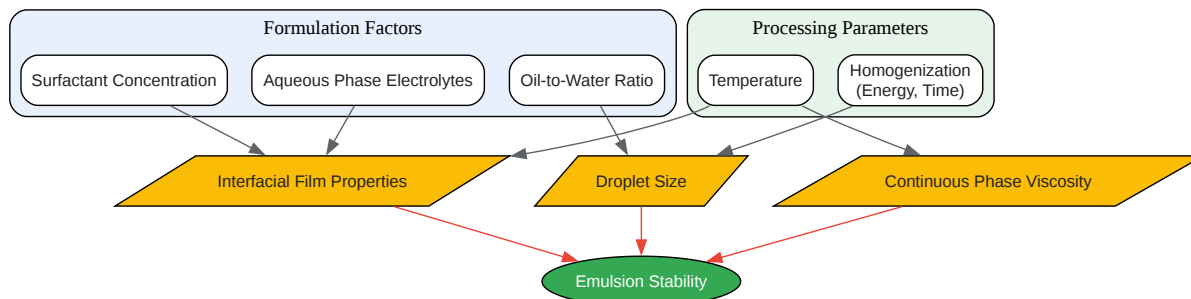 Formulation Factors
Processing Parameters
Surfactant Concentration
Aqueous Phase Electrolytes
Oil-to-Water Ratio
Temperature
Homogenization
(Energy, Time)
Interfacial Film Properties
Droplet Size
Continuous Phase Viscosity
Emulsion Stability